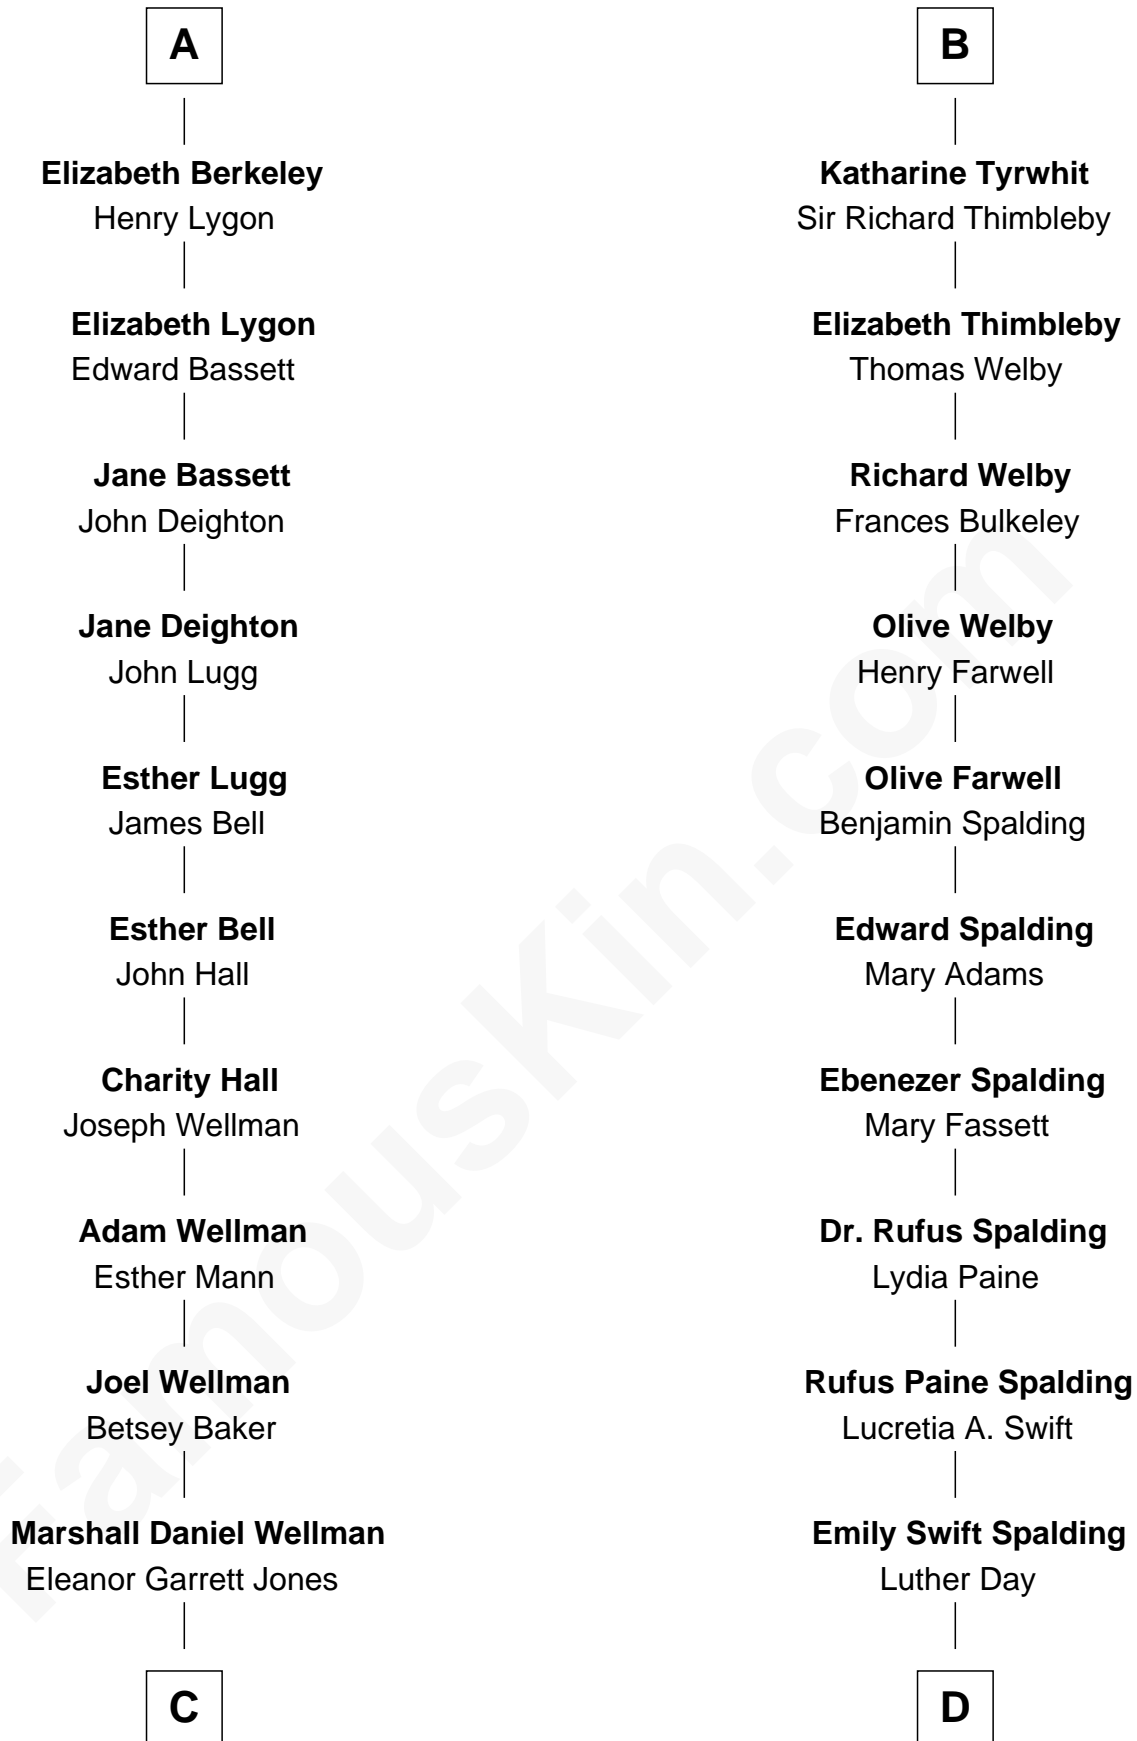 A
Elizabeth Berkeley
Henry Lygon
Elizabeth Lygon
Edward Bassett
Jane Bassett
John Deighton
Jane Deighton
John Lugg
Esther Lugg
James Bell
Esther Bell
John Hall
Charity Hall
Joseph Wellman
Adam Wellman
Esther Mann
Joel Wellman
Betsey Baker
Marshall Daniel Wellman
Eleanor Garrett Jones
C
B
Katharine Tyrwhit
Sir Richard Thimbleby
Elizabeth Thimbleby
Thomas Welby
Richard Welby
Frances Bulkeley
Olive Welby
Henry Farwell
Olive Farwell
Benjamin Spalding
Edward Spalding
Mary Adams
Ebenezer Spalding
Mary Fassett
Dr. Rufus Spalding
Lydia Paine
Rufus Paine Spalding
Lucretia A. Swift
Emily Swift Spalding
Luther Day
D
FamousKin.com